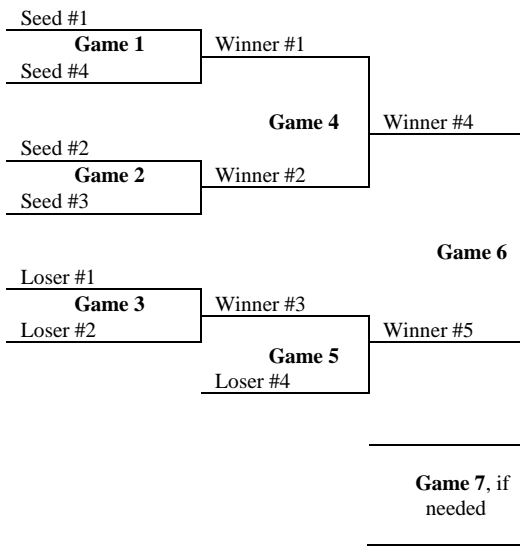 Seed #1
Game 1
Winner #1
Seed #4
Game 4
Winner #4
Seed #2
Game 2
Winner #2
Seed #3
Game 6
Loser #1
Game 3
Winner #3
Loser #2
Winner #5
Game 5
Loser #4
Game 7, if
needed